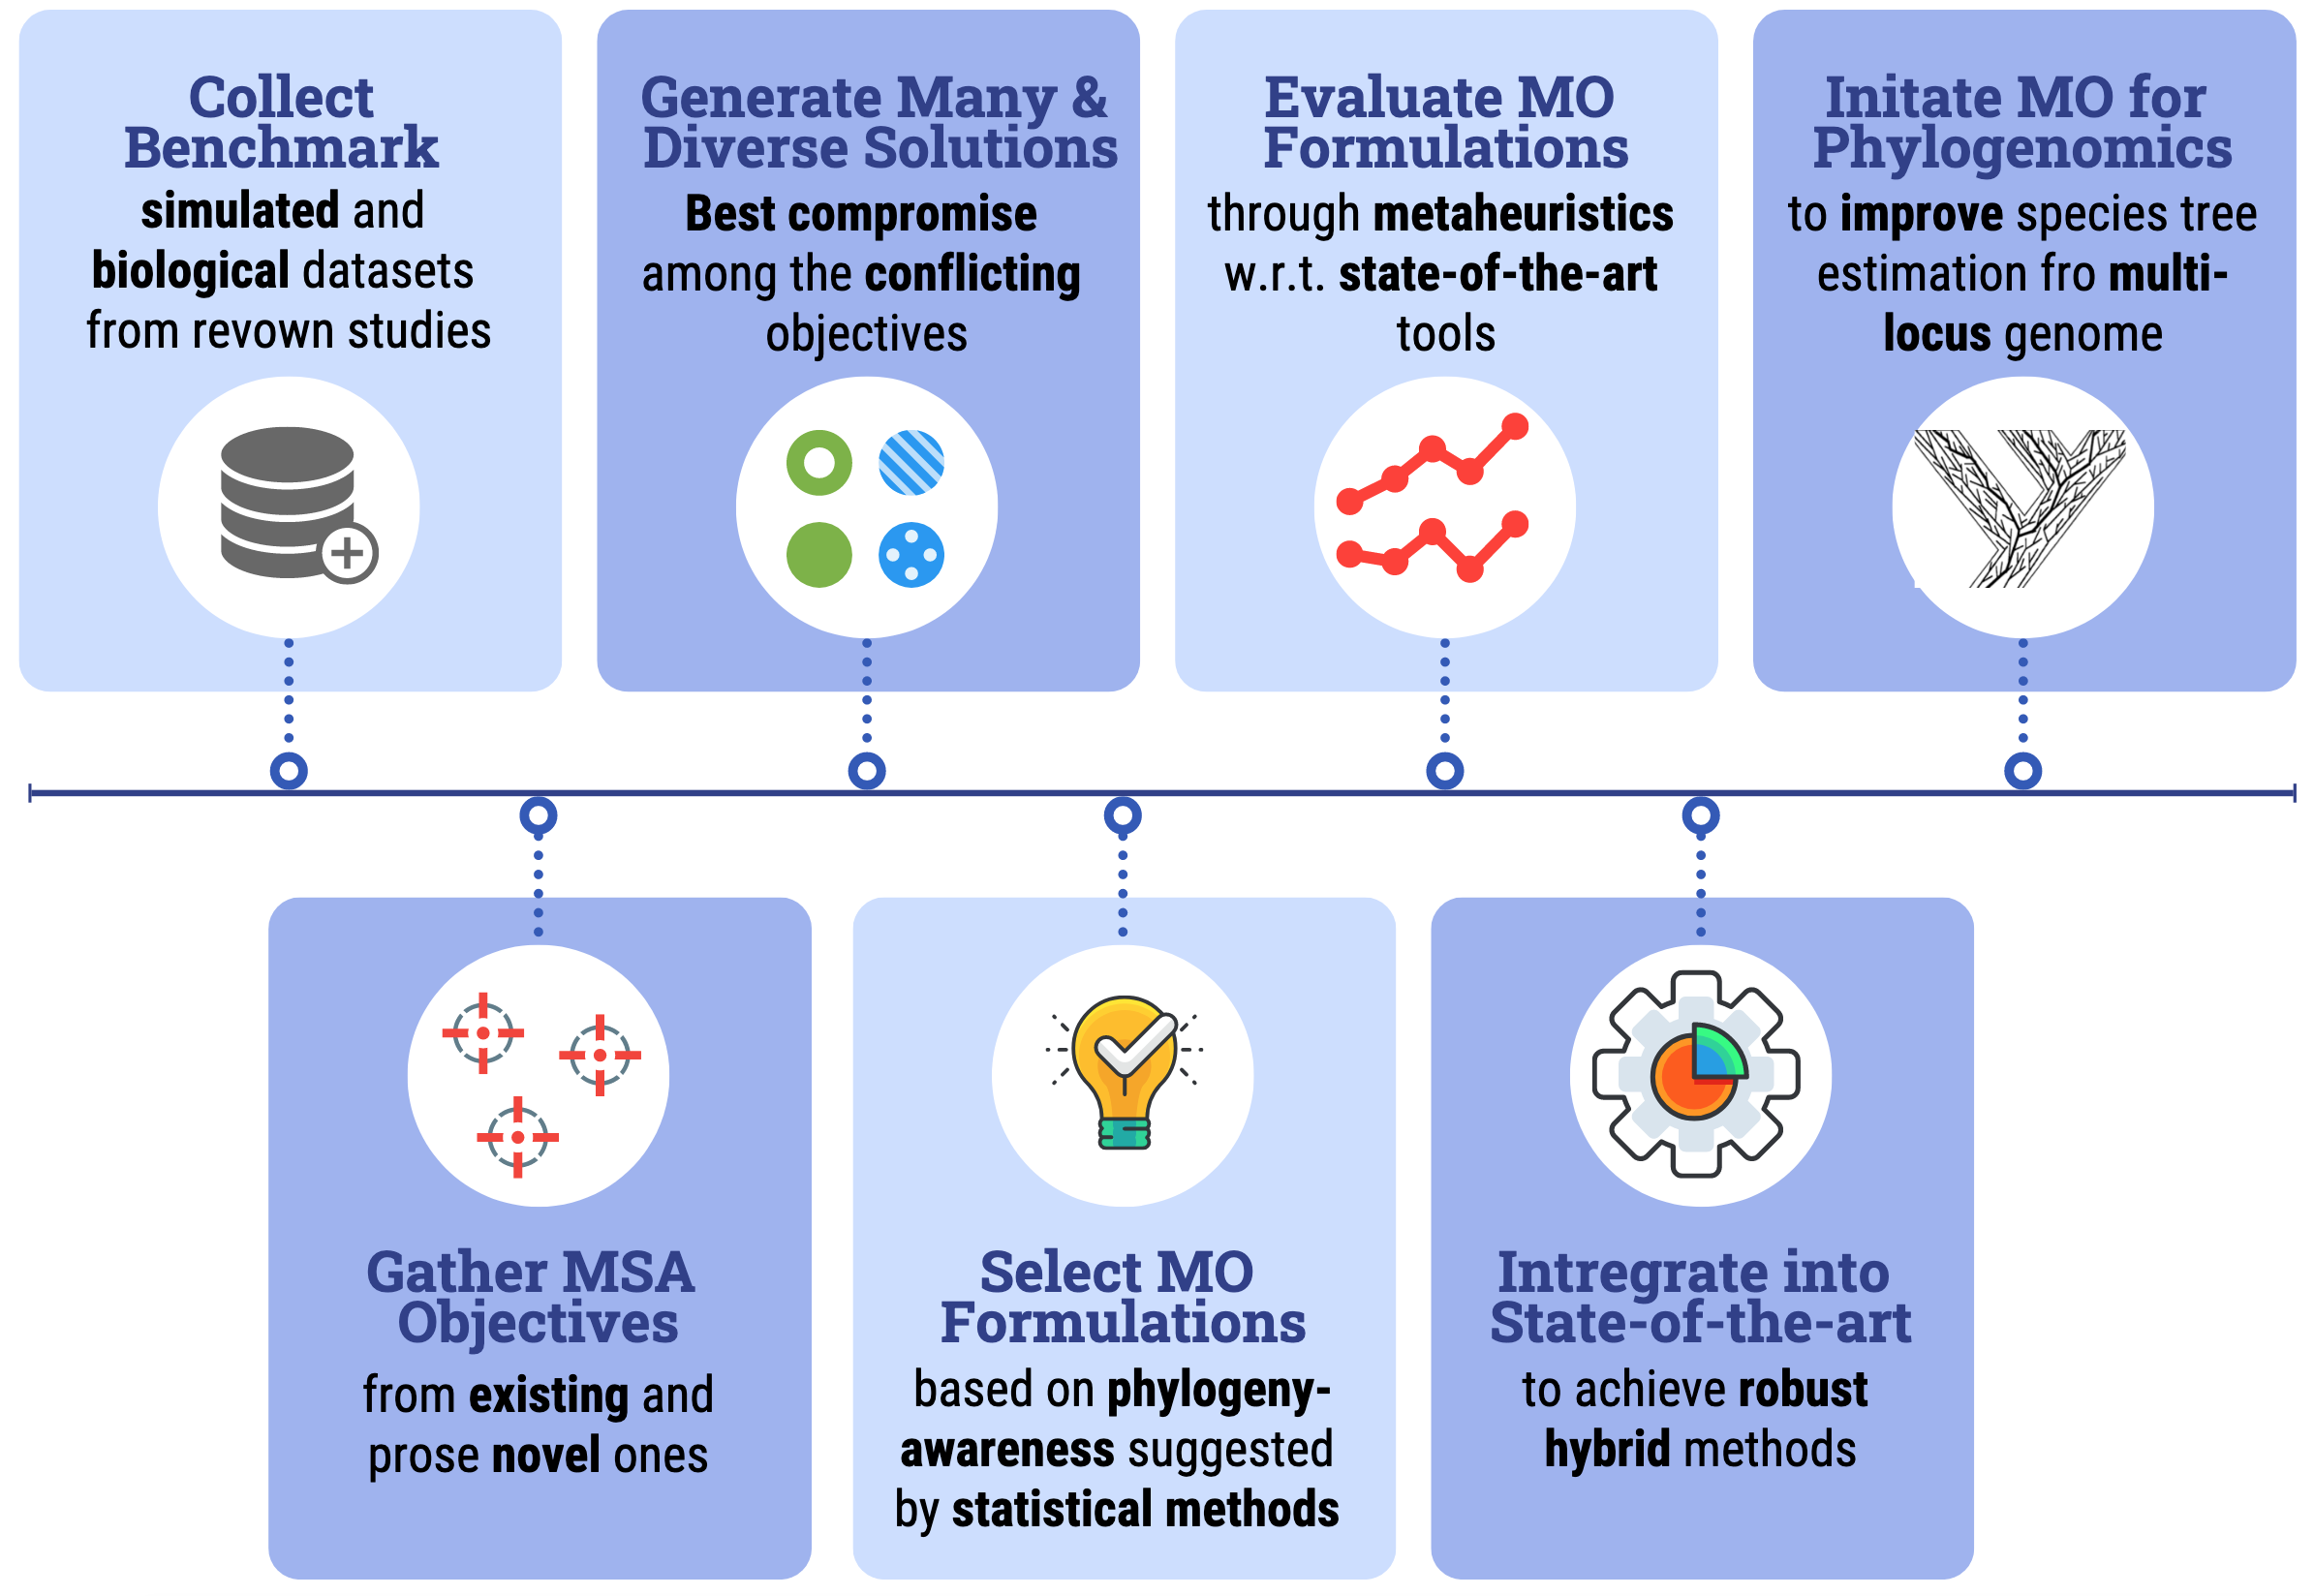 Collect
Benchmark
simulated and
biological datasets
from revown studies
Generate Many &
Diverse Solutions
Best compromise
among the conflicting
objectives
Evaluate MO
Formulations
through metaheuristics
w.r.t. state-of-the-art
tools
Initate MO for
Phylogenomics
to improve species tree
estimation fro multi-
locus genome
Gather MSA
Objectives
from existing and
prose novel ones
Select MO
Formulations
based on phylogeny-
awareness suggested
by statistical methods
Intregrate into
State-of-the-art
to achieve robust
hybrid methods